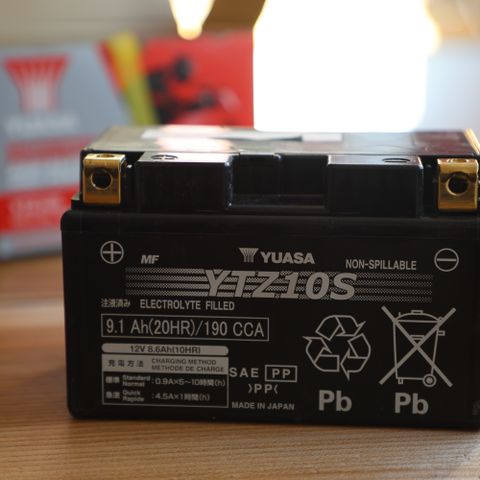 YUASA
MF
YUASA
NON-SPILLABLE
YTZ10S
注液済み ELECTROLYTE FILLED
9.1 Ah(20HR)/190 CCA
12V 8.6Ah(10HR)
充電方法 CHARGING METHOD
MÉTHODE DE CHARGE
標準 Standard Normal : 0.9A×5~10時間(h)
急速 Quick Rapide : 4.5A×1時間(h)
SAE PP
>PP<
MADE IN JAPAN
Pb
Pb